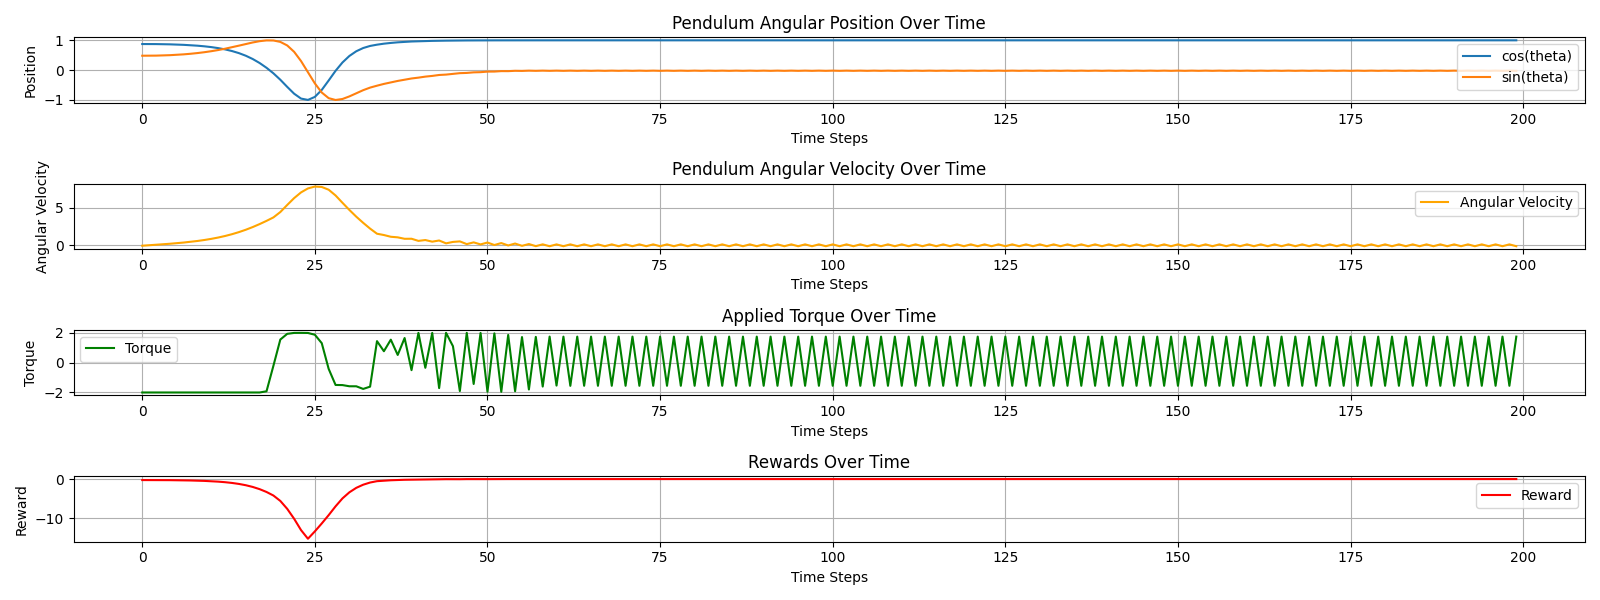 Pendulum Angular Position Over Time
Position
1
0
−1
cos(theta)
sin(theta)
0 25 50 75 100 125 150 175 200
Time Steps
Pendulum Angular Velocity Over Time
Angular Velocity
5
0
Angular Velocity
0 25 50 75 100 125 150 175 200
Time Steps
Applied Torque Over Time
Torque
2
0
−2
Torque
0 25 50 75 100 125 150 175 200
Time Steps
Rewards Over Time
Reward
0
−10
Reward
0 25 50 75 100 125 150 175 200
Time Steps